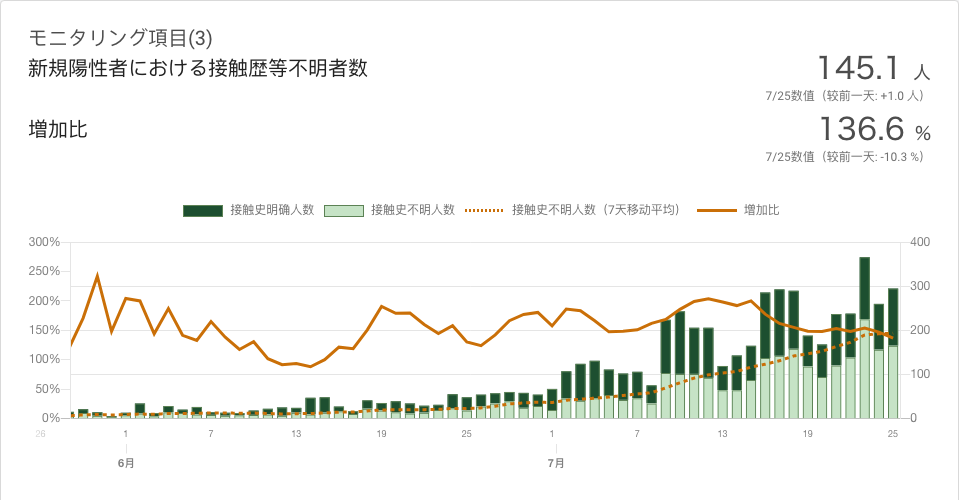 モニタリング項目(3)
新規陽性者における接触歴等不明者数
145.1 人
7/25数值（较前一天: +1.0 人）
増加比
136.6 %
7/25数值（较前一天: -10.3 %）
接触史明确人数 接触史不明人数 接触史不明人数（7天移动平均） 増加比
300% 400
250%
200% 300
150% 200
100% 100
50%
0% 0
26 1 7 13 19 25 1 7 13 19 25
6月 7月